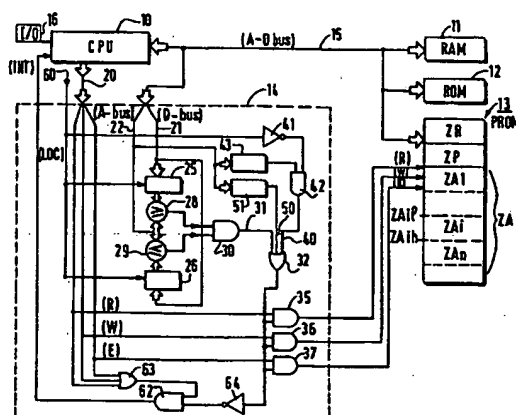 16
I/O
CPU
10
(A-D bus)
15
RAM
11
ROM
12
13
PROM
(INT)
60
20
(A-bus)
(D-bus)
22
21
14
41
43
42
(LOC)
25
51
31
50
28
≥
30
40
29
≥
32
26
ZR
ZP
(R)
(W)
(E)
ZA1
ZAiℓ
ZAi
ZAih
ZAn
ZA
(R)
35
(W)
36
(E)
37
63
62
64